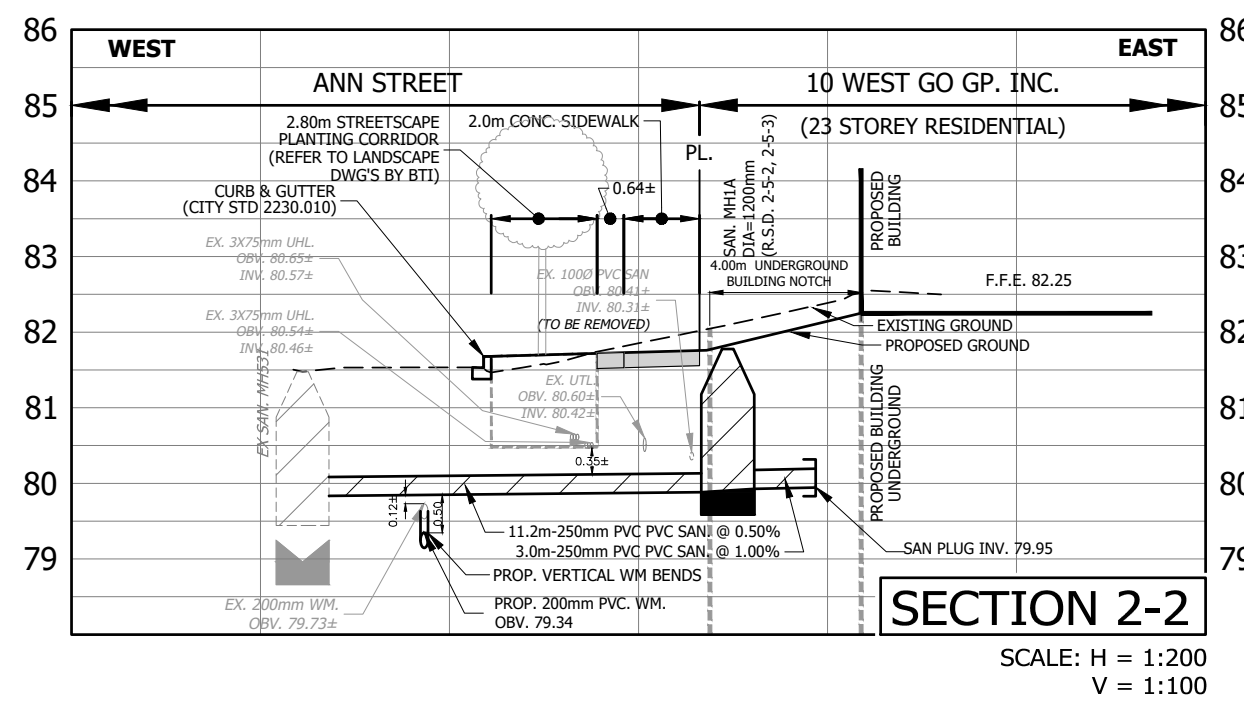 86
WEST
EAST
86
ANN STREET
10 WEST GO GP. INC.
85
85
2.80m STREETSCAPE
PLANTING CORRIDOR
(REFER TO LANDSCAPE
DWG'S BY BTI)
2.0m CONC. SIDEWALK
(23 STOREY RESIDENTIAL)
PL.
SAN. MH1A
DIA=1200mm
(R.S.D. 2-5-2, 2-5-3)
84
84
CURB & GUTTER
(CITY STD 2230.010)
0.64±
PROPOSED
BUILDING
EX. 3X75mm UHL.
OBV. 80.65±
INV. 80.57±
83
83
EX. 100Ø PVC SAN
OBV. 80.41±
INV. 80.31±
(TO BE REMOVED)
4.00m UNDERGROUND
BUILDING NOTCH
F.F.E. 82.25
EX. 3X75mm UHL.
OBV. 80.54±
INV. 80.46±
82
82
EXISTING GROUND
PROPOSED GROUND
EX SAN. MH531
EX. UTL.
OBV. 80.60±
INV. 80.42±
81
81
PROPOSED BUILDING
UNDERGROUND
0.35±
80
80
0.12±
0.50
11.2m-250mm PVC PVC SAN. @ 0.50%
3.0m-250mm PVC PVC SAN. @ 1.00%
SAN PLUG INV. 79.95
79
79
PROP. VERTICAL WM BENDS
EX. 200mm WM.
OBV. 79.73±
PROP. 200mm PVC. WM.
OBV. 79.34
SECTION 2-2
SCALE: H = 1:200
V = 1:100